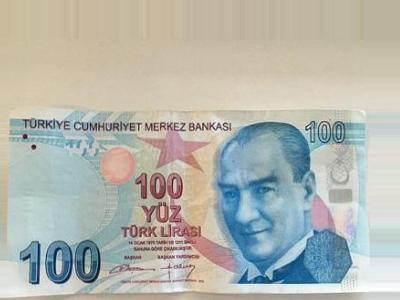 TÜRKİYE CUMHURİYET MERKEZ BANKASI
100
100
YÜZ
TÜRK LİRASI
14 OCAK 1970 TARİH VE 1211 SAYILI
KANUNA GÖRE ÇIKARILMIŞTIR.
BAŞKAN BAŞKAN YARDIMCISI
100